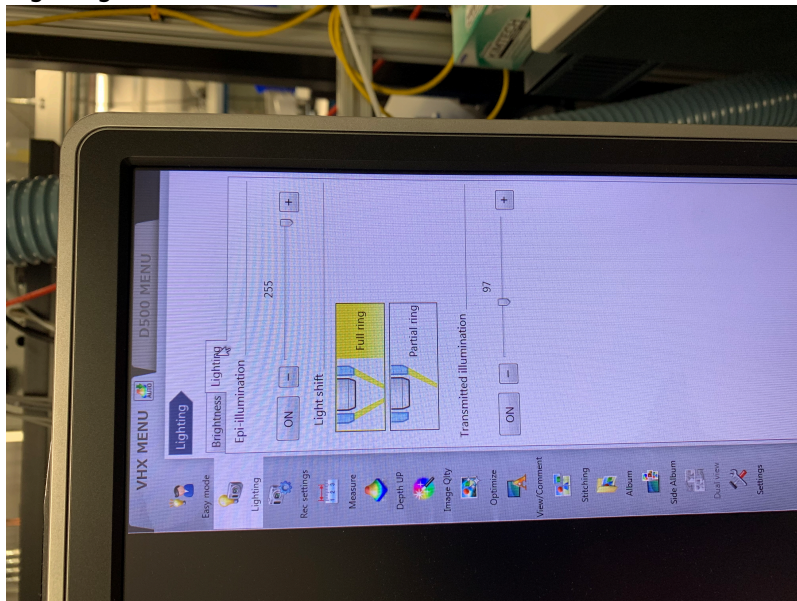 VHX MENU
AUTO
D500 MENU
Lighting
Brightness
Lighting
Epi-illumination
ON
−
255
+
Light shift
Full ring
Partial ring
Transmitted illumination
ON
−
97
+
Easy mode
Lighting
Rec settings
Measure
Depth UP
Image Qlty
Optimize
View/Comment
Stitching
Album
Side Album
Dual view
Settings